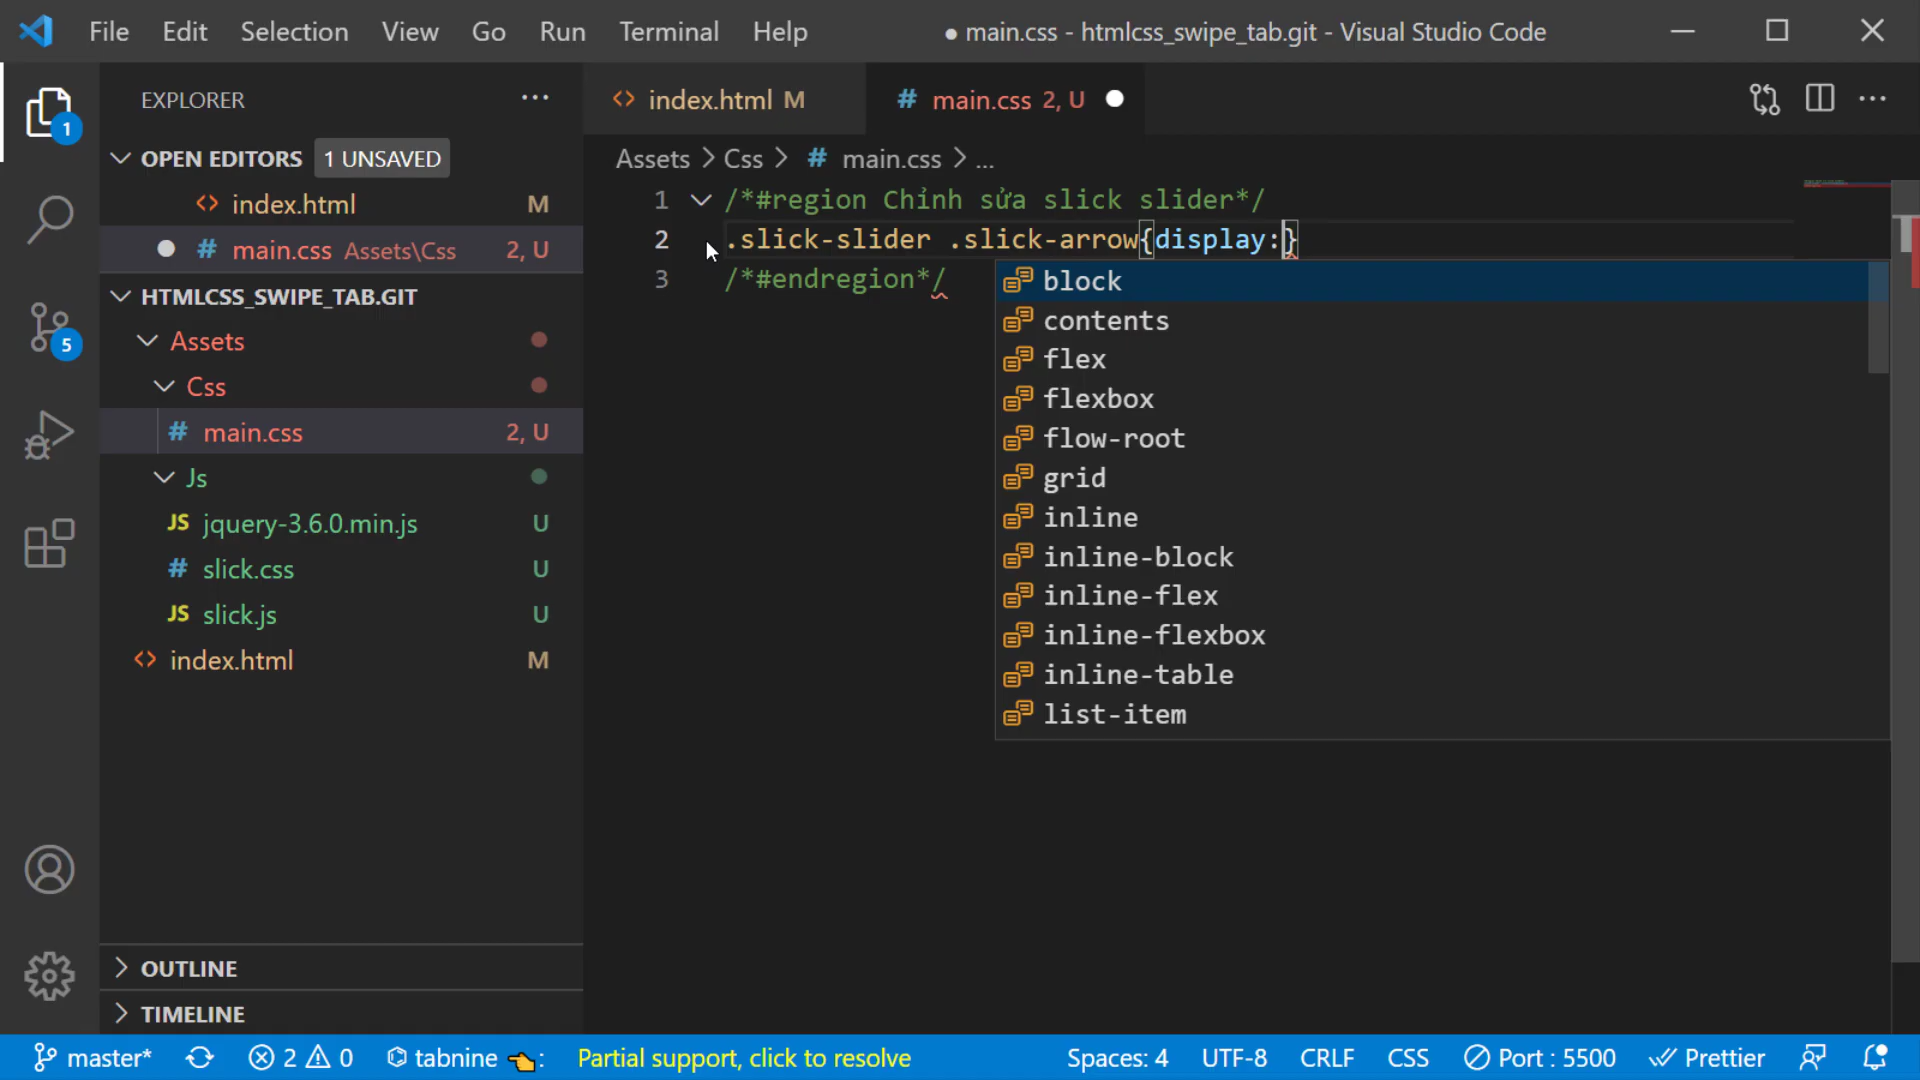 File Edit Selection View Go Run Terminal Help ● main.css - htmlcss_swipe_tab.git - Visual Studio Code
EXPLORER
index.html M
# main.css 2, U
1
OPEN EDITORS 1 UNSAVED
index.html M
# main.css Assets\Css 2, U
HTMLCSS_SWIPE_TAB.GIT
Assets
Css
# main.css 2, U
Js
JS jquery-3.6.0.min.js U
# slick.css U
JS slick.js U
index.html M
5
OUTLINE
TIMELINE
Assets > Css > # main.css > ...
1 /*#region Chỉnh sửa slick slider*/
2 .slick-slider .slick-arrow{display:}
3 /*#endregion*/
block
contents
flex
flexbox
flow-root
grid
inline
inline-block
inline-flex
inline-flexbox
inline-table
list-item
master* 2 0 tabnine : Partial support, click to resolve Spaces: 4 UTF-8 CRLF CSS Port : 5500 Prettier